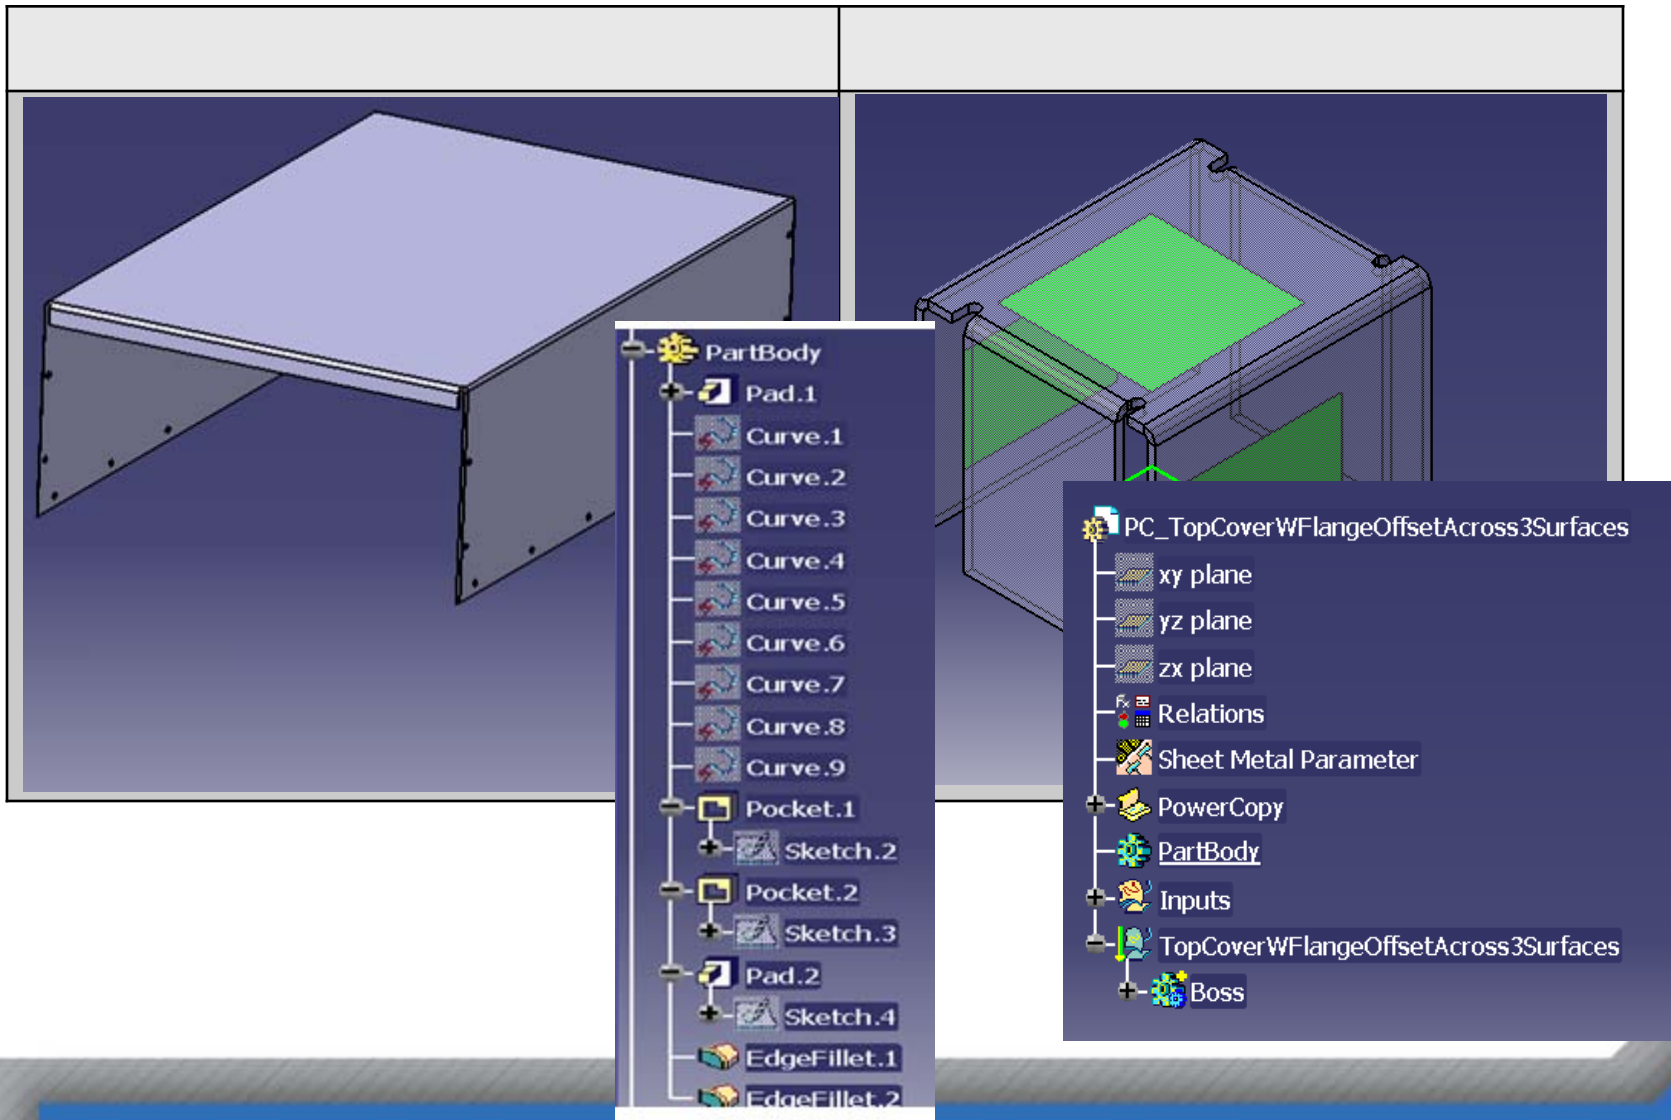 PartBody
Pad.1
Curve.1
Curve.2
Curve.3
Curve.4
Curve.5
Curve.6
Curve.7
Curve.8
Curve.9
Pocket.1
Sketch.2
Pocket.2
Sketch.3
Pad.2
Sketch.4
EdgeFillet.1
EdgeFillet.2
PC_TopCoverWFlangeOffsetAcross3Surfaces
xy plane
yz plane
zx plane
Relations
Sheet Metal Parameter
PowerCopy
PartBody
Inputs
TopCoverWFlangeOffsetAcross3Surfaces
Boss